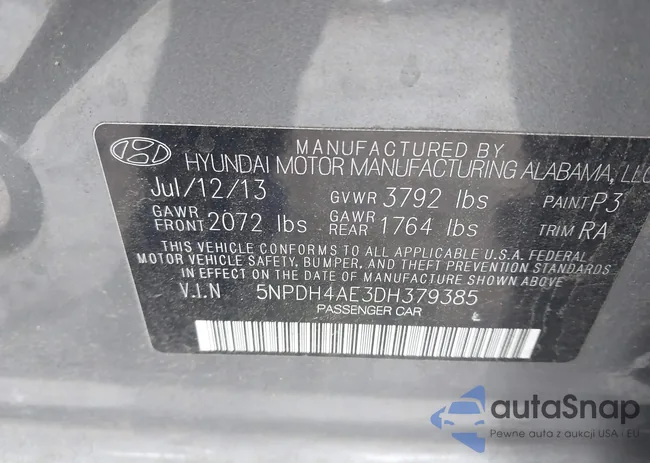 MANUFACTURED BY
HYUNDAI MOTOR MANUFACTURING ALABAMA, LLC
Jul/12/13 GVWR 3792 lbs PAINT P3
GAWR FRONT 2072 lbs GAWR REAR 1764 lbs TRIM RA
THIS VEHICLE CONFORMS TO ALL APPLICABLE U.S.A. FEDERAL
MOTOR VEHICLE SAFETY, BUMPER, AND THEFT PREVENTION STANDARDS
IN EFFECT ON THE DATE OF MANUFACTURE SHOWN ABOVE
V.I.N 5NPDH4AE3DH379385
PASSENGER CAR
autoSnap
Pewne auta z aukcji USA i EU